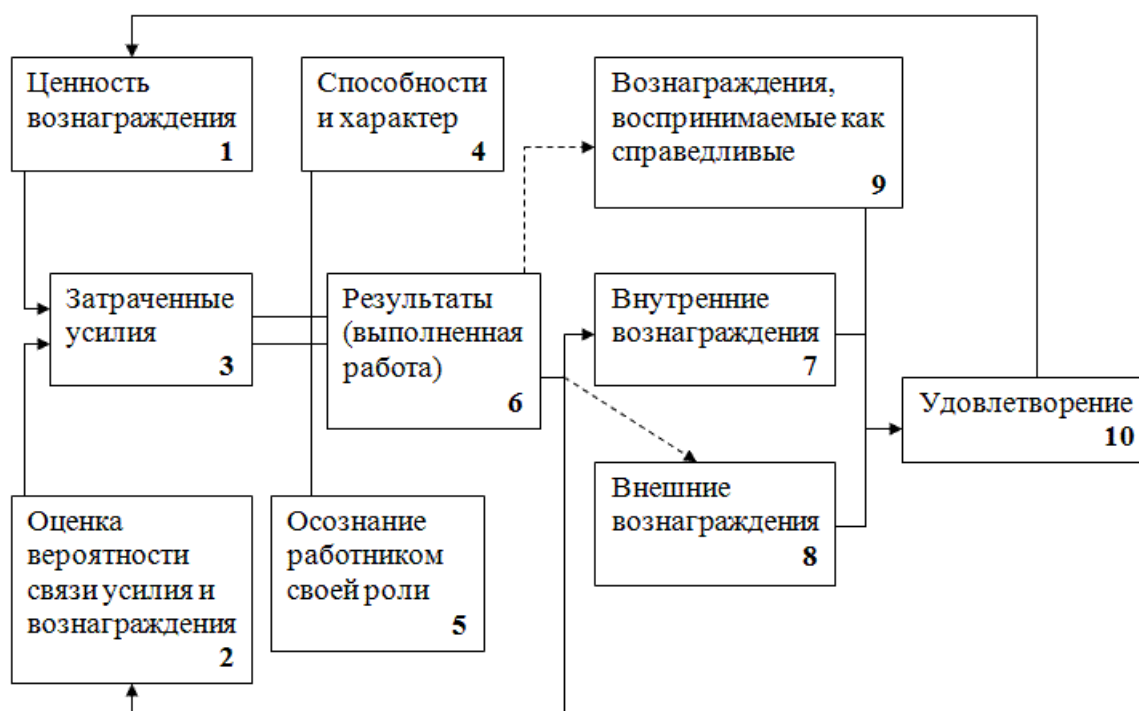 Ценность
вознаграждения
1
Способности
и характер
4
Вознаграждения,
воспринимаемые как
справедливые
9
Затраченные
усилия
3
Результаты
(выполненная
работа)
6
Внутренние
вознаграждения
7
Удовлетворение
10
Оценка
вероятности
связи усилия и
вознаграждения
2
Осознание
работником
своей роли
5
Внешние
вознаграждения
8